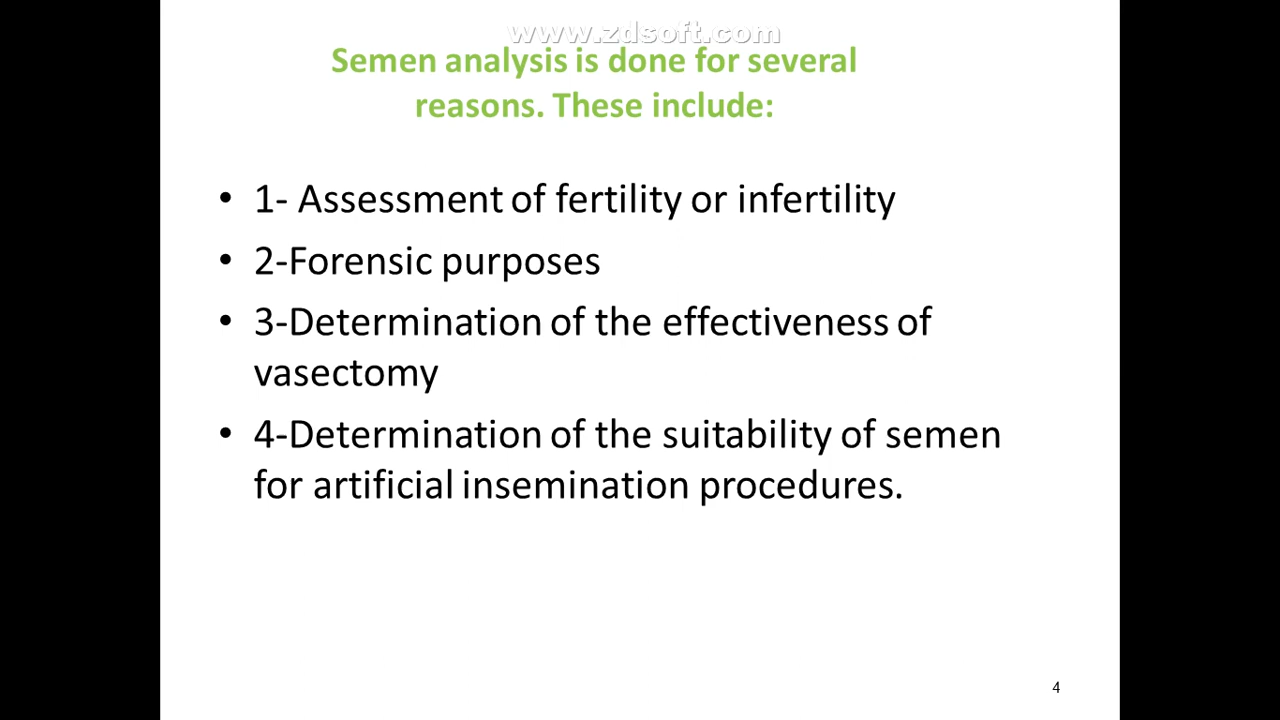 www.zdsoft.com
Semen analysis is done for several
reasons. These include:
• 1- Assessment of fertility or infertility
• 2-Forensic purposes
• 3-Determination of the effectiveness of
vasectomy
• 4-Determination of the suitability of semen
for artificial insemination procedures.
4